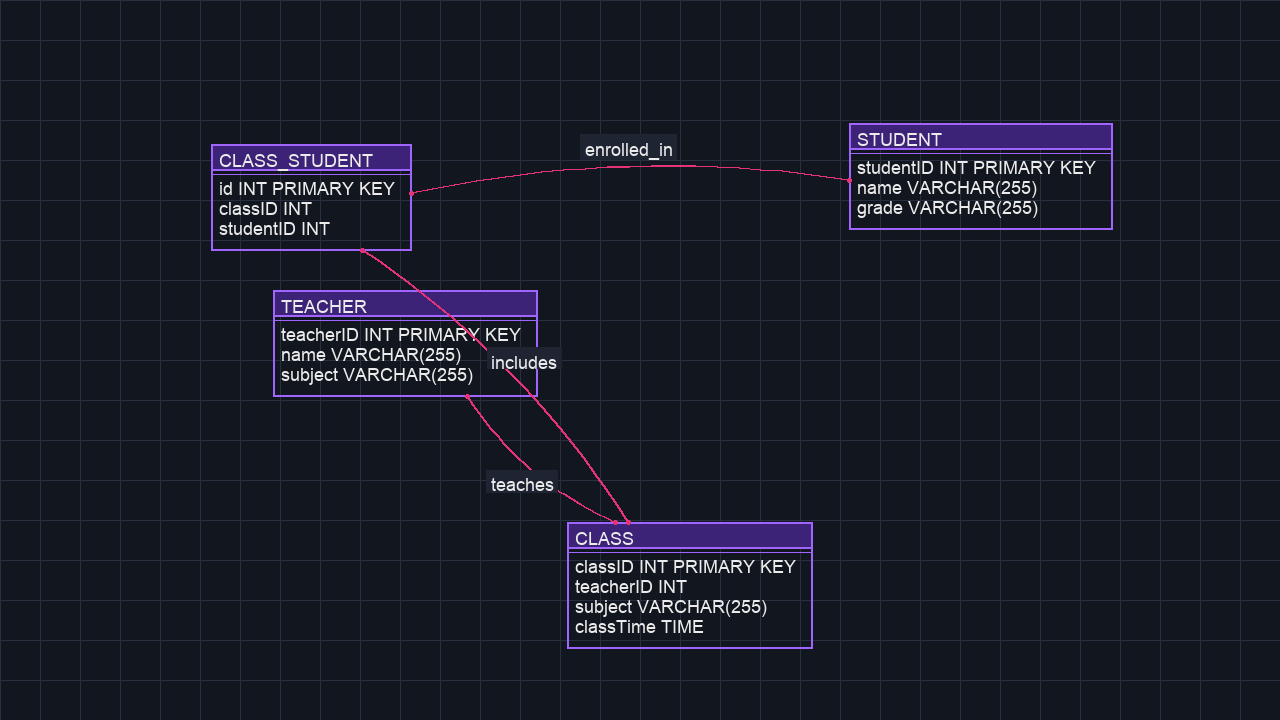 CLASS_STUDENT
id INT PRIMARY KEY
classID INT
studentID INT
enrolled_in
STUDENT
studentID INT PRIMARY KEY
name VARCHAR(255)
grade VARCHAR(255)
TEACHER
teacherID INT PRIMARY KEY
name VARCHAR(255)
subject VARCHAR(255)
includes
teaches
CLASS
classID INT PRIMARY KEY
teacherID INT
subject VARCHAR(255)
classTime TIME